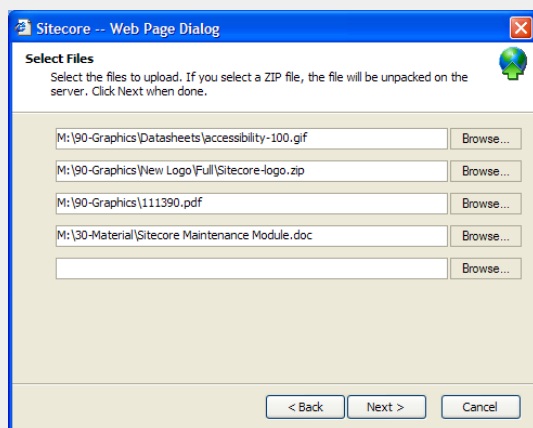 Sitecore -- Web Page Dialog
Select Files
Select the files to upload. If you select a ZIP file, the file will be unpacked on the
server. Click Next when done.
M:\90-Graphics\Datasheets\accessibility-100.gif Browse...
M:\90-Graphics\New Logo\Full\Sitecore-logo.zip Browse...
M:\90-Graphics\111390.pdf Browse...
M:\30-Material\Sitecore Maintenance Module.doc Browse...
Browse...
< Back Next > Cancel